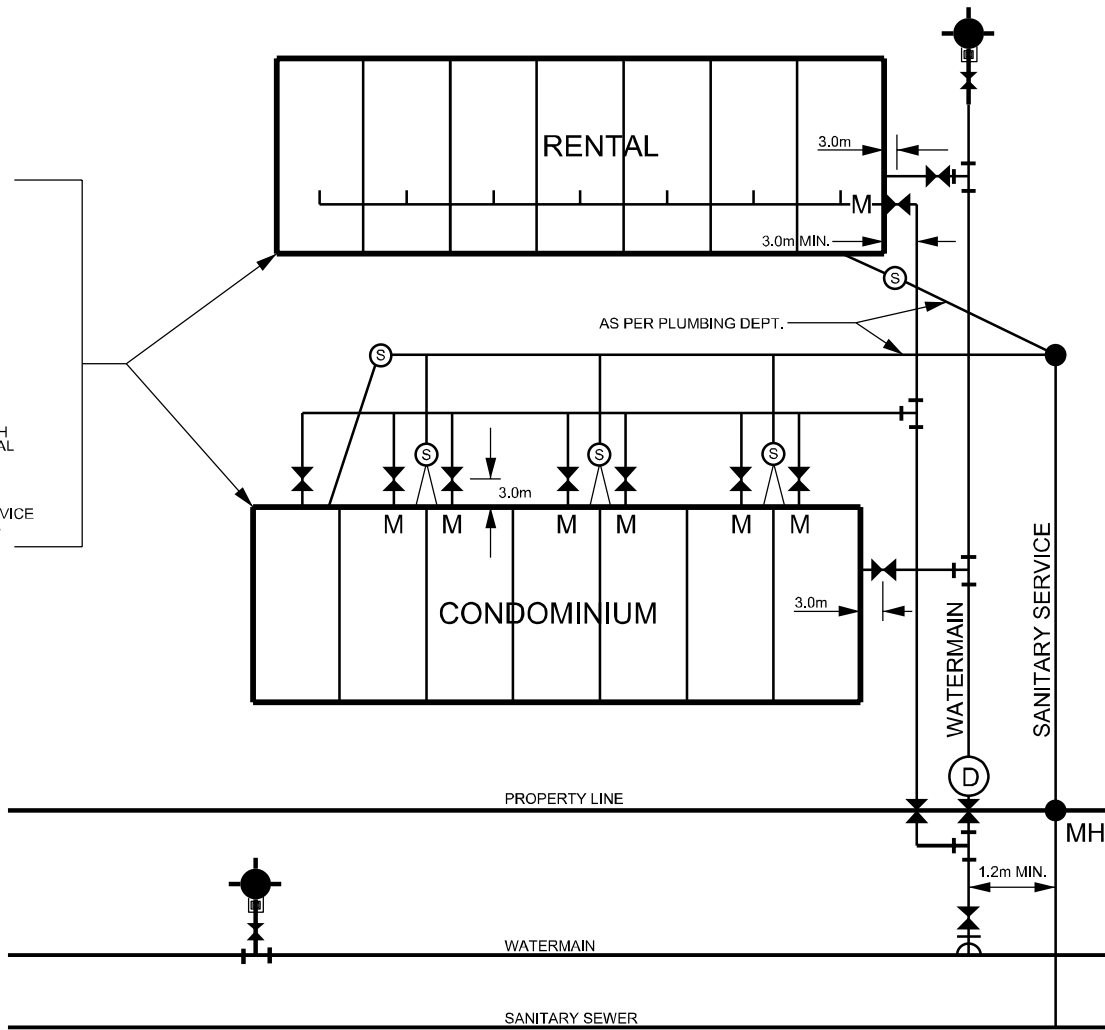 RENTAL
3.0m
M
3.0m MIN.
S
AS PER PLUMBING DEPT.
S
S S S
3.0m
M M M M M M
VICE
CONDOMINIUM
3.0m
WATERMAIN
SANITARY SERVICE
D
PROPERTY LINE
MH
1.2m MIN.
WATERMAIN
SANITARY SEWER